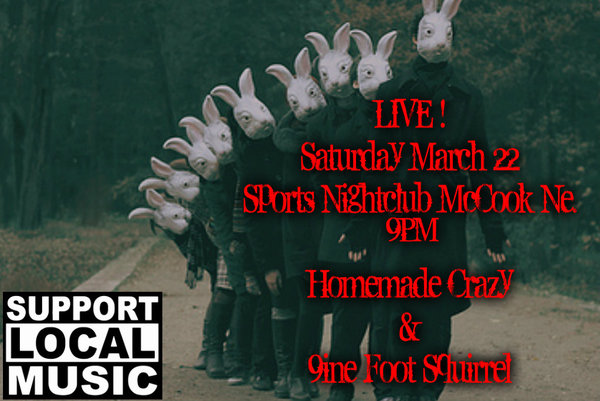 LIVE !
Saturday March 22
Sports Nightclub McCook Ne.
9PM
Homemade Crazy
&
9ine Foot Squirrel
SUPPORT
LOCAL
MUSIC